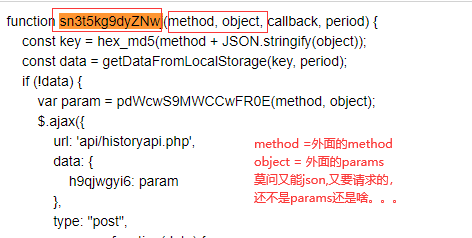 function sn3t5kg9dyZNw(method, object, callback, period) {
const key = hex_md5(method + JSON.stringify(object));
const data = getDataFromLocalStorage(key, period);
if (!data) {
var param = pdWcwS9MWCCwFR0E(method, object);
$.ajax({
url: 'api/historyapi.php',
data: {
h9qjwgyi6: param
},
type: "post",
method =外面的method
object = 外面的params
莫问又能json,又要请求的,
还不是params还是啥。。。